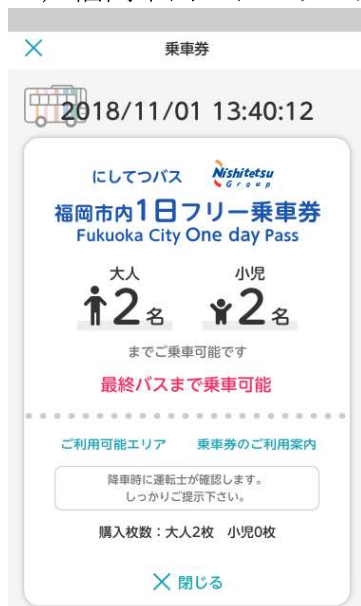 乗車券
2018/11/01 13:40:12
にしてつバス
Nishitetsu
Group
福岡市内1日フリー乗車券
Fukuoka City One day Pass
大人 小児
2名 2名
までご乗車可能です
最終バスまで乗車可能
ご利用可能エリア 乗車券のご利用案内
降車時に運転士が確認します。
しっかりご提示下さい。
購入枚数：大人2枚 小児0枚
閉じる